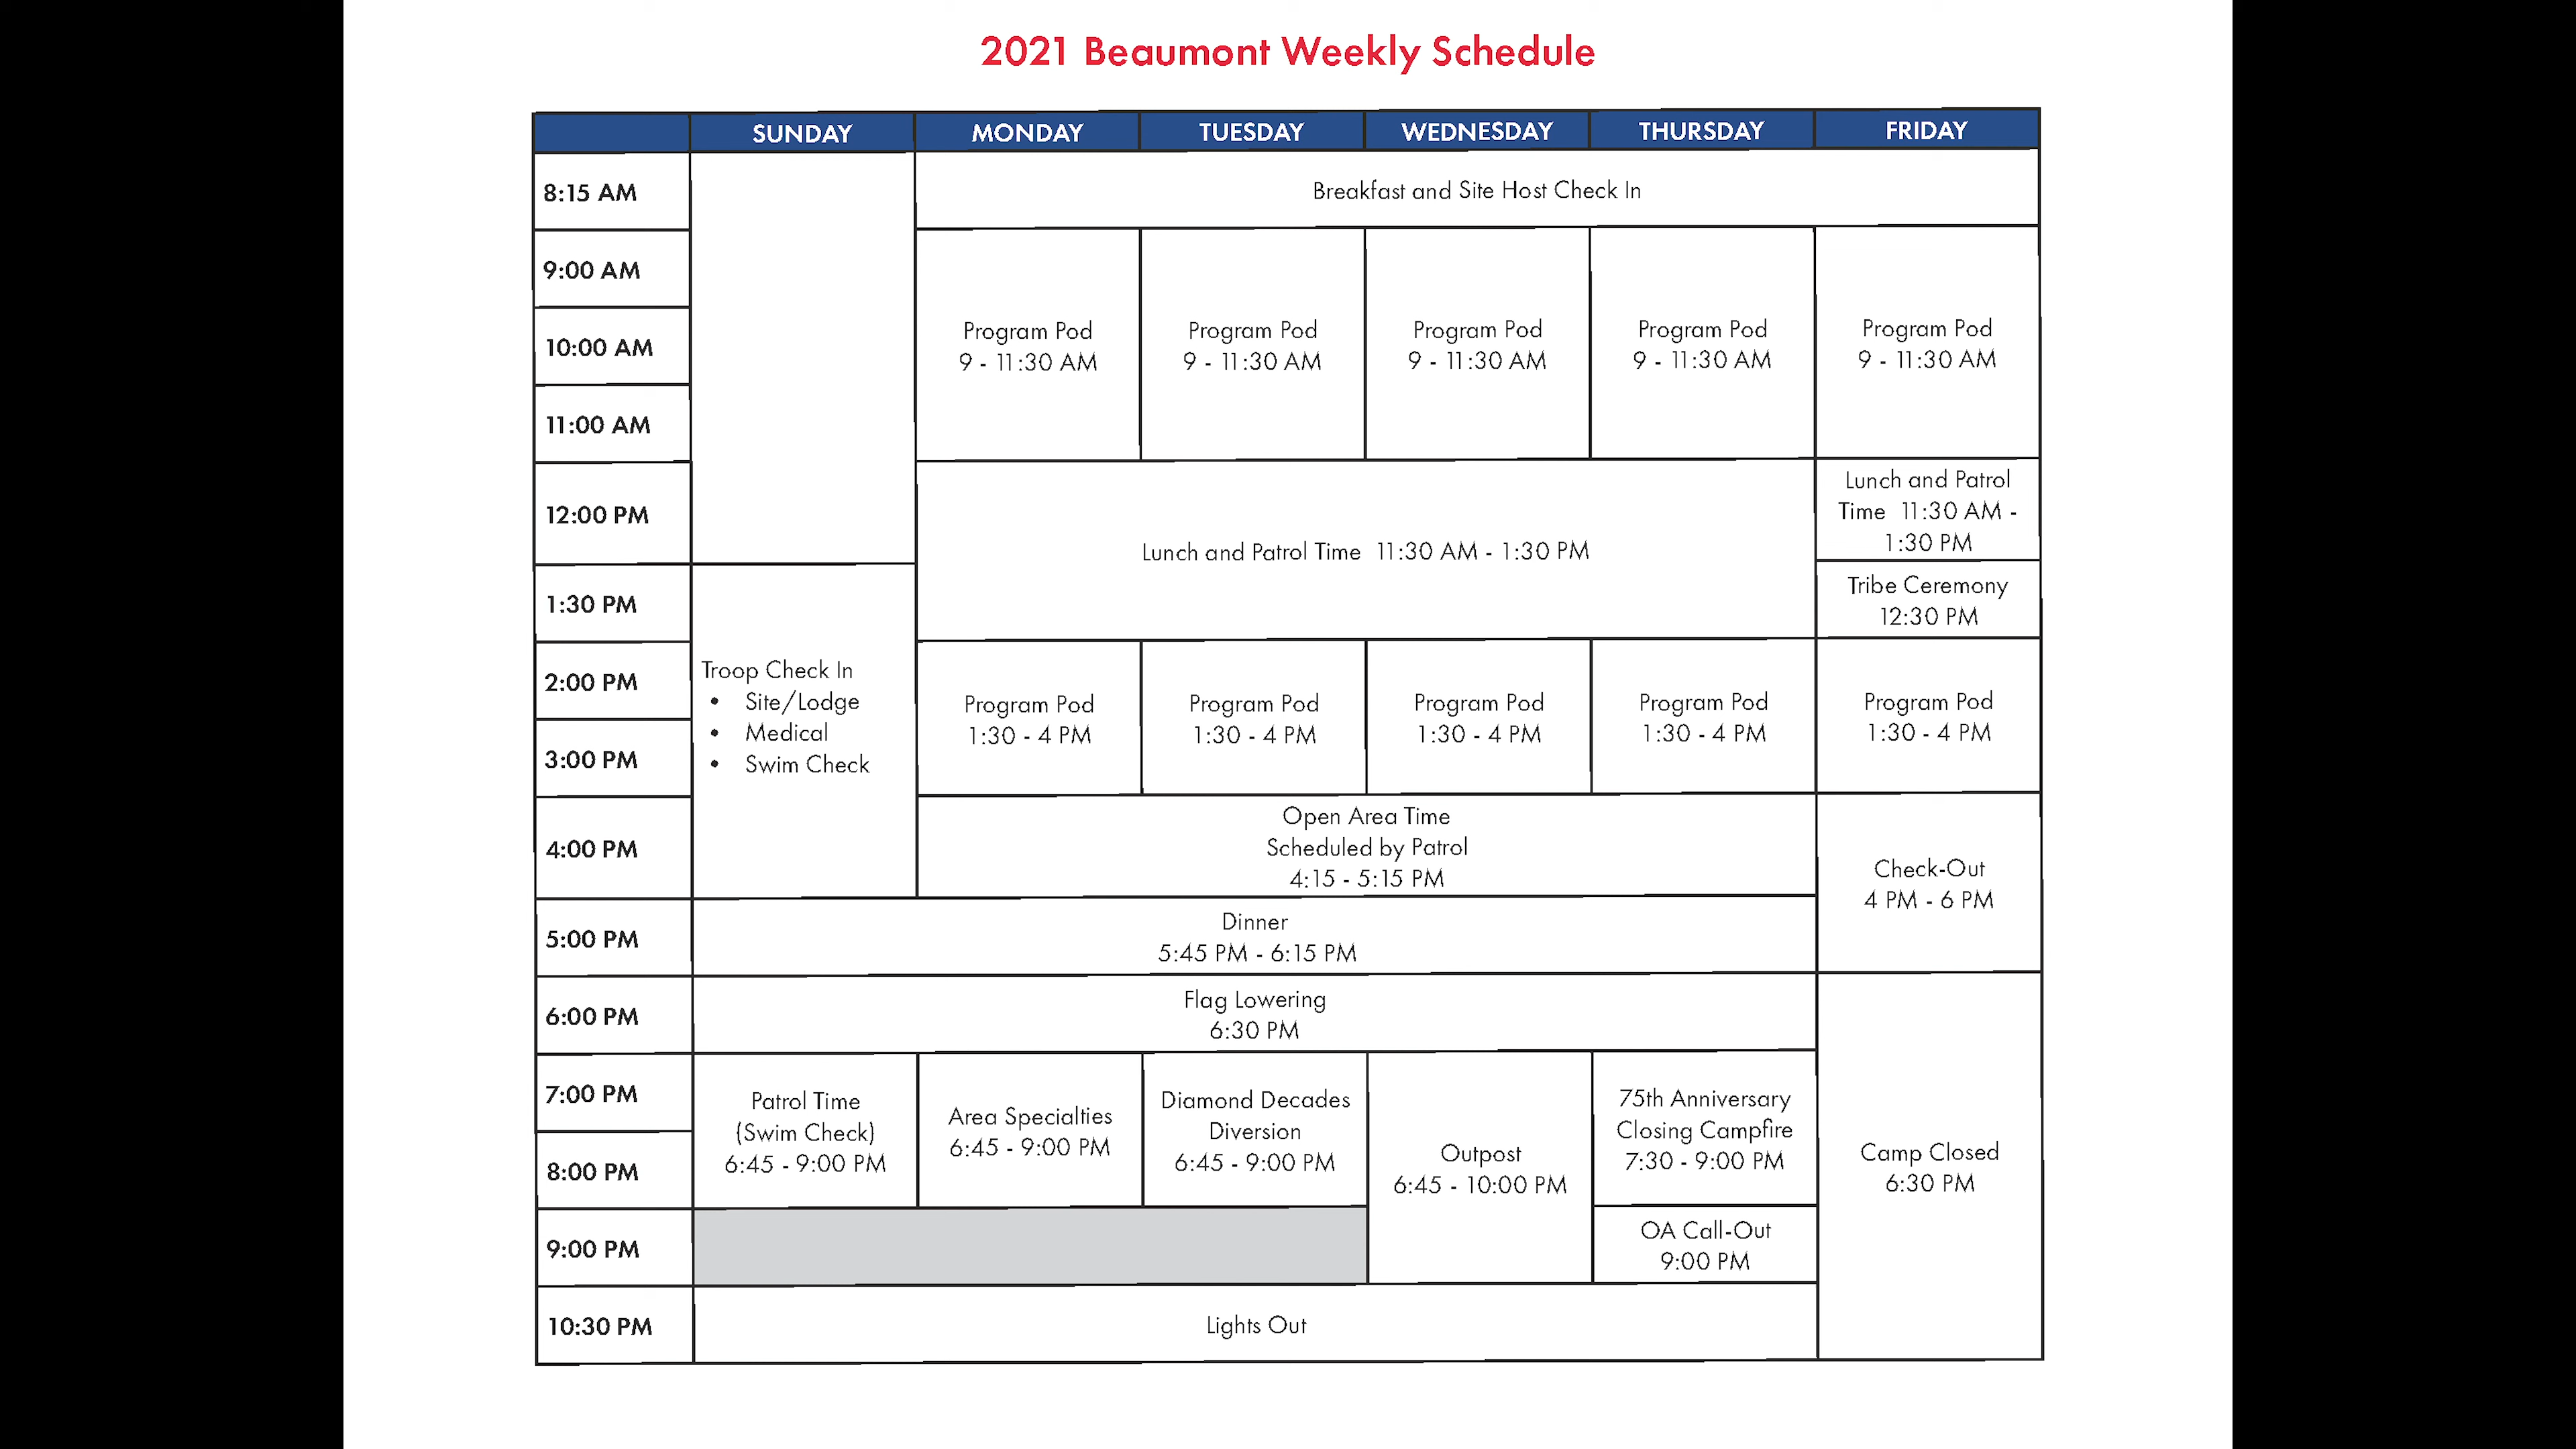 2021 Beaumont Weekly Schedule
SUNDAY MONDAY TUESDAY WEDNESDAY THURSDAY FRIDAY
8:15 AM
Breakfast and Site Host Check In
9:00 AM
10:00 AM
11:00 AM
Program Pod
9 - 11:30 AM
Program Pod
9 - 11:30 AM
Program Pod
9 - 11:30 AM
Program Pod
9 - 11:30 AM
Program Pod
9 - 11:30 AM
12:00 PM
Lunch and Patrol Time 11:30 AM - 1:30 PM
Lunch and Patrol
Time 11:30 AM -
1:30 PM
1:30 PM
Tribe Ceremony
12:30 PM
2:00 PM
3:00 PM
Troop Check In
• Site/Lodge
• Medical
• Swim Check
Program Pod
1:30 - 4 PM
Program Pod
1:30 - 4 PM
Program Pod
1:30 - 4 PM
Program Pod
1:30 - 4 PM
Program Pod
1:30 - 4 PM
4:00 PM
Open Area Time
Scheduled by Patrol
4:15 - 5:15 PM
Check-Out
4 PM - 6 PM
5:00 PM
Dinner
5:45 PM - 6:15 PM
6:00 PM
Flag Lowering
6:30 PM
7:00 PM
8:00 PM
Patrol Time
(Swim Check)
6:45 - 9:00 PM
Area Specialties
6:45 - 9:00 PM
Diamond Decades
Diversion
6:45 - 9:00 PM
Outpost
6:45 - 10:00 PM
75th Anniversary
Closing Campfire
7:30 - 9:00 PM
Camp Closed
6:30 PM
9:00 PM
OA Call-Out
9:00 PM
10:30 PM
Lights Out